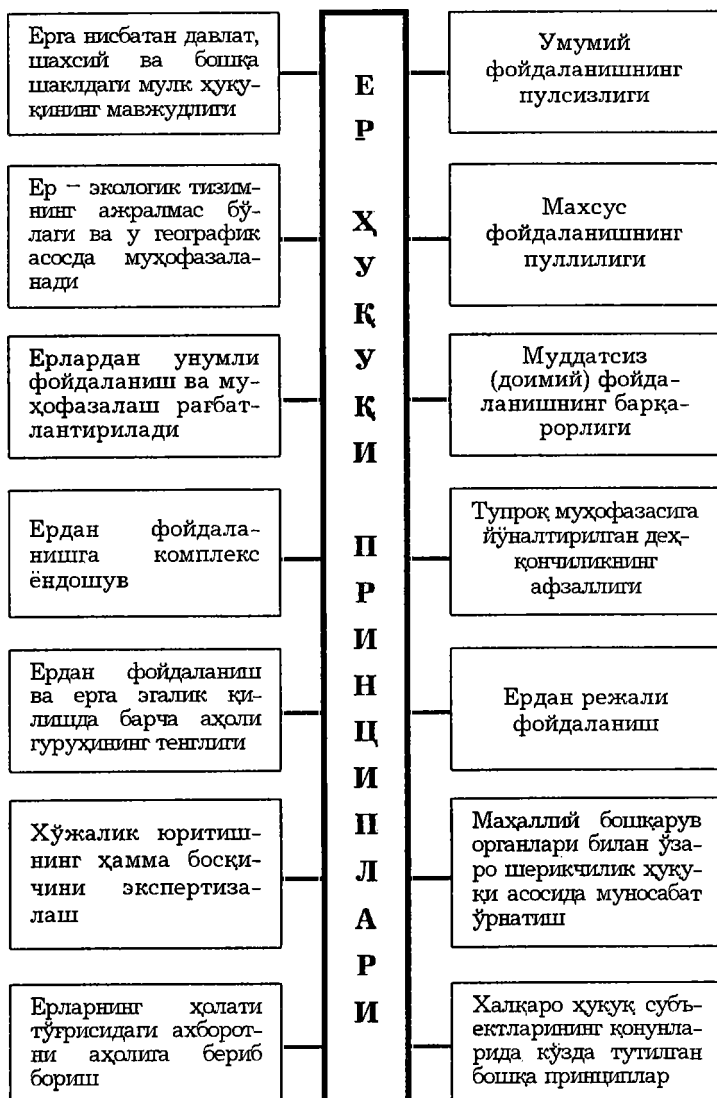 Ерга нисбатан давлат,
шахсий ва бошқа
шаклдаги мулк ҳуқу-
қининг мавжудлиги
Ер – экологик тизим-
нинг ажралмас бў-
лаги ва у географик
асосда муҳофазала-
нади
Ерлардан унумли
фойдаланиш ва му-
ҳофазалаш рағбат-
лантирилади
Ердан фойдала-
нишга комплекс
ёндошув
Ердан фойдаланиш
ва ерга эгалик қи-
лишда барча аҳоли
гуруҳининг тенглиги
Хўжалик юритиш-
нинг ҳамма босқи-
чини экспертиза-
лаш
Ерларнинг ҳолати
тўғрисидаги ахборот-
ни аҳолига бериб
бориш
ЕР ҲУҚУҚИ ПРИНЦИПЛАРИ
Умумий
фойдаланишнинг
пулсизлиги
Махсус
фойдаланишнинг
пуллилиги
Муддатсиз
(доимий) фойда-
ланишнинг барқа-
рорлиги
Тупроқ муҳофазасига
йўналтирилган деҳ-
қончиликнинг
афзаллиги
Ердан режали
фойдаланиш
Маҳаллий бошқарув
органлари билан ўза-
ро шерикчилик ҳуқу-
қи асосида муносабат
ўрнатиш
Халқаро ҳуқуқ субъ-
ектларининг қонунла-
рида кўзда тутилган
бошқа принциплар